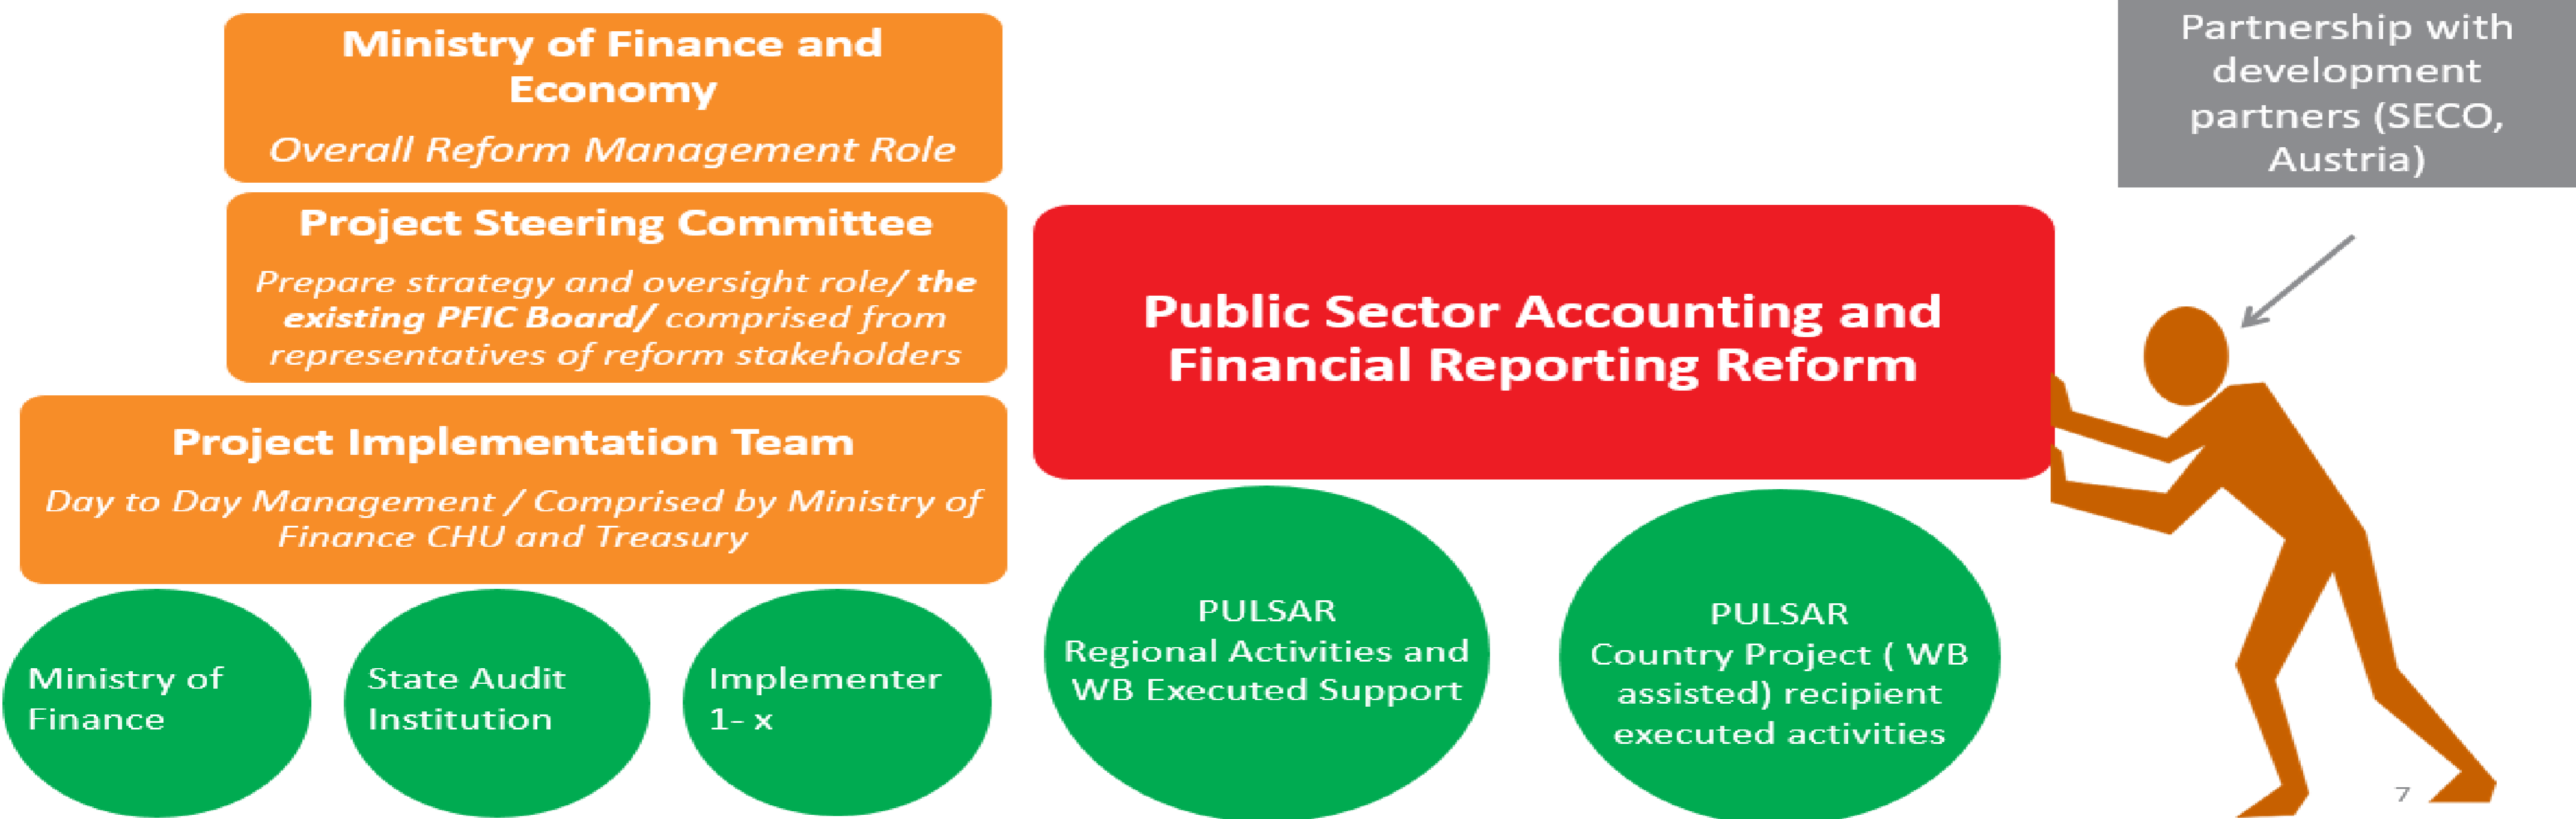 Ministry of Finance and
Economy
Overall Reform Management Role
Project Steering Committee
Prepare strategy and oversight role/ the
existing PFIC Board/ comprised from
representatives of reform stakeholders
Project Implementation Team
Day to Day Management / Comprised by Ministry of
Finance CHU and Treasury
Ministry of
Finance
State Audit
Institution
Implementer
1- x
Public Sector Accounting and
Financial Reporting Reform
PULSAR
Regional Activities and
WB Executed Support
PULSAR
Country Project ( WB
assisted) recipient
executed activities
Partnership with
development
partners (SECO,
Austria)
7